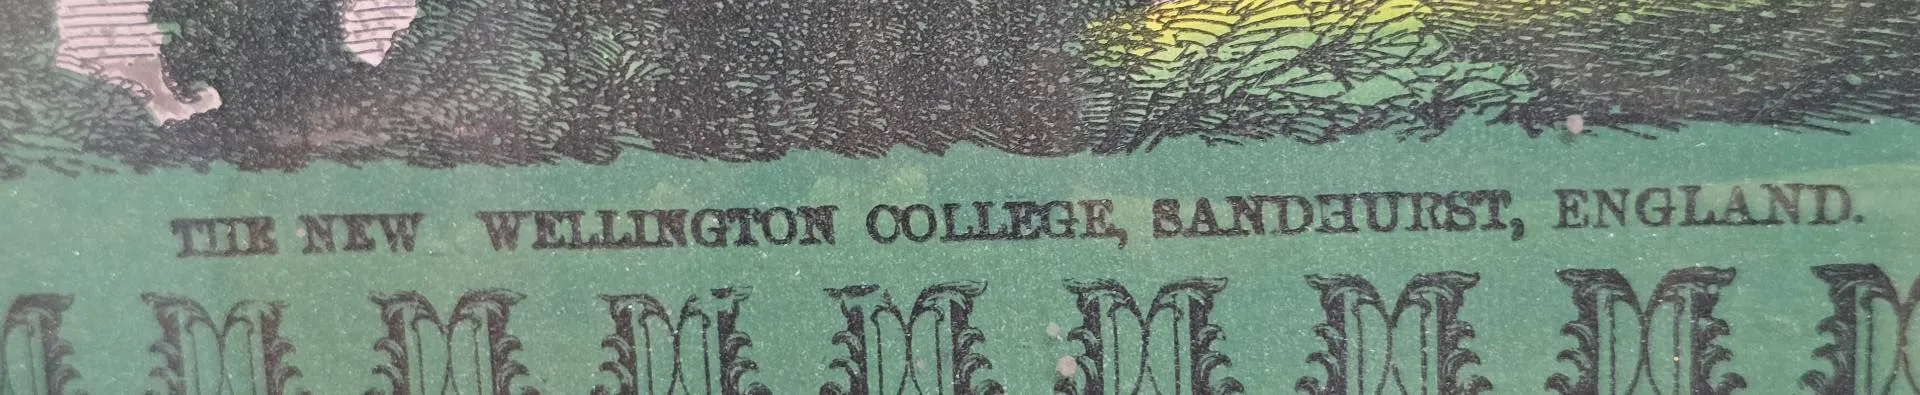 THE NEW WELLINGTON COLLEGE, SANDHURST, ENGLAND.